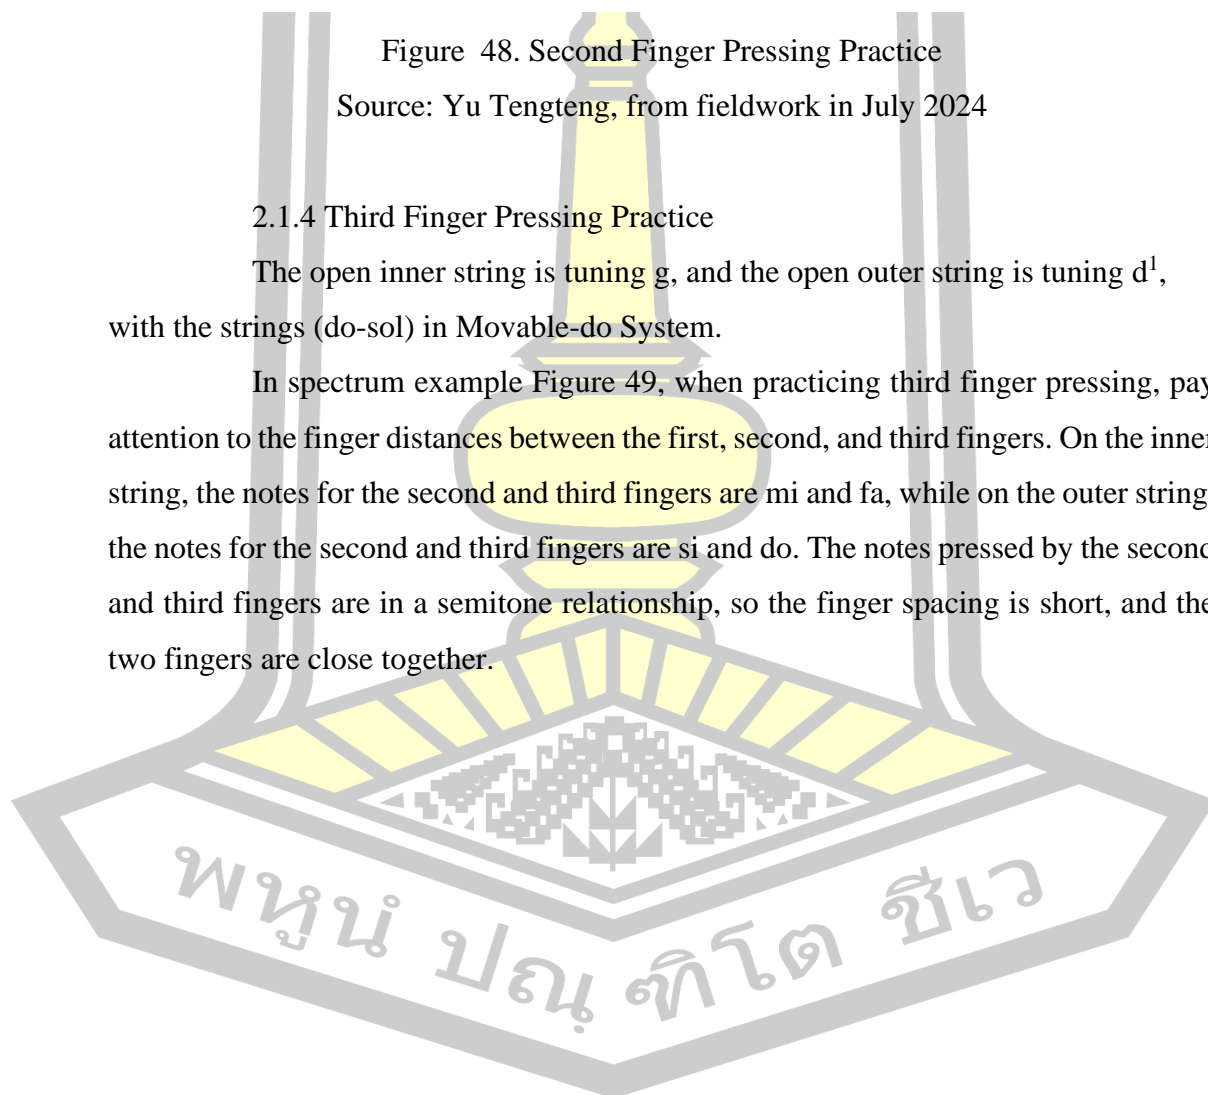 Figure  48. Second Finger Pressing Practice
Source: Yu Tengteng, from fieldwork in July 2024
2.1.4 Third Finger Pressing Practice
The open inner string is tuning g, and the open outer string is tuning d¹,
with the strings (do-sol) in Movable-do System.
In spectrum example Figure 49, when practicing third finger pressing, pay
attention to the finger distances between the first, second, and third fingers. On the inner
string, the notes for the second and third fingers are mi and fa, while on the outer string
the notes for the second and third fingers are si and do. The notes pressed by the second
and third fingers are in a semitone relationship, so the finger spacing is short, and the
two fingers are close together.
พหูนํ ปณฺฑิโต ชีเว